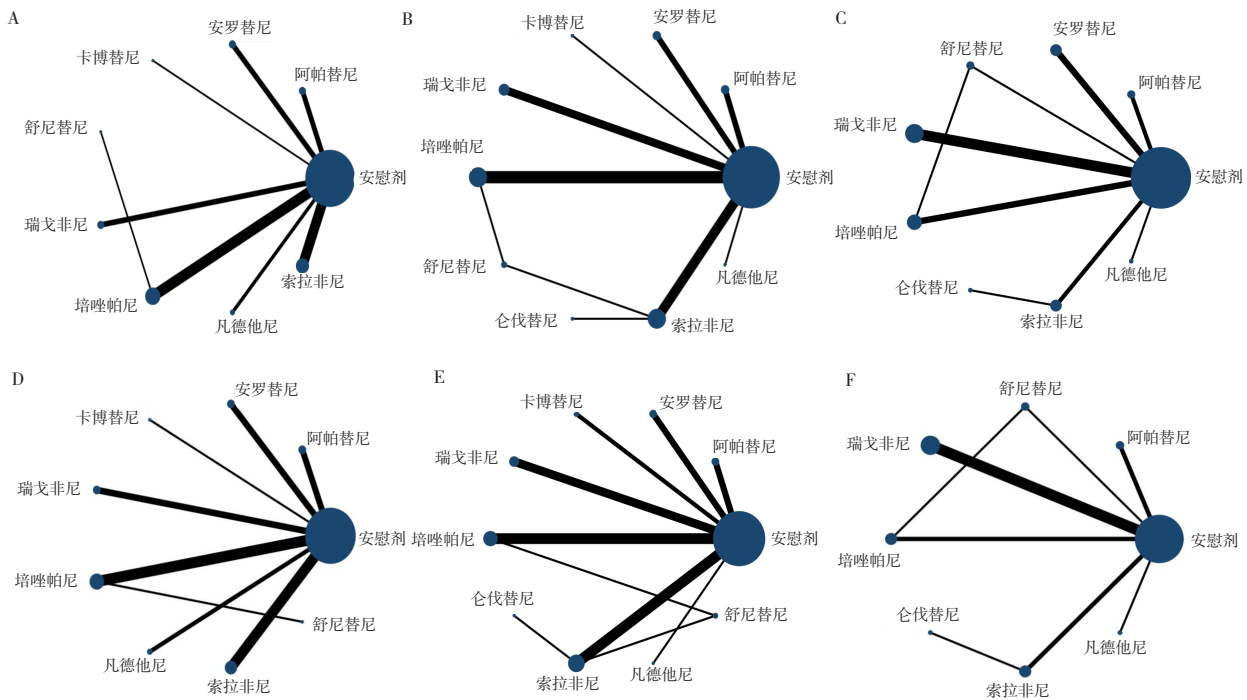 A
安罗替尼
卡博替尼
阿帕替尼
舒尼替尼
安慰剂
瑞戈非尼
索拉非尼
培唑帕尼
凡德他尼
B
安罗替尼
卡博替尼
阿帕替尼
瑞戈非尼
培唑帕尼
安慰剂
舒尼替尼
凡德他尼
仑伐替尼
索拉非尼
C
安罗替尼
舒尼替尼
阿帕替尼
瑞戈非尼
安慰剂
培唑帕尼
凡德他尼
仑伐替尼
索拉非尼
D
安罗替尼
卡博替尼
阿帕替尼
瑞戈非尼
安慰剂
培唑帕尼
舒尼替尼
凡德他尼
索拉非尼
E
卡博替尼
安罗替尼
阿帕替尼
瑞戈非尼
培唑帕尼
安慰剂
仑伐替尼
舒尼替尼
凡德他尼
索拉非尼
F
舒尼替尼
瑞戈非尼
阿帕替尼
安慰剂
培唑帕尼
仑伐替尼
凡德他尼
索拉非尼